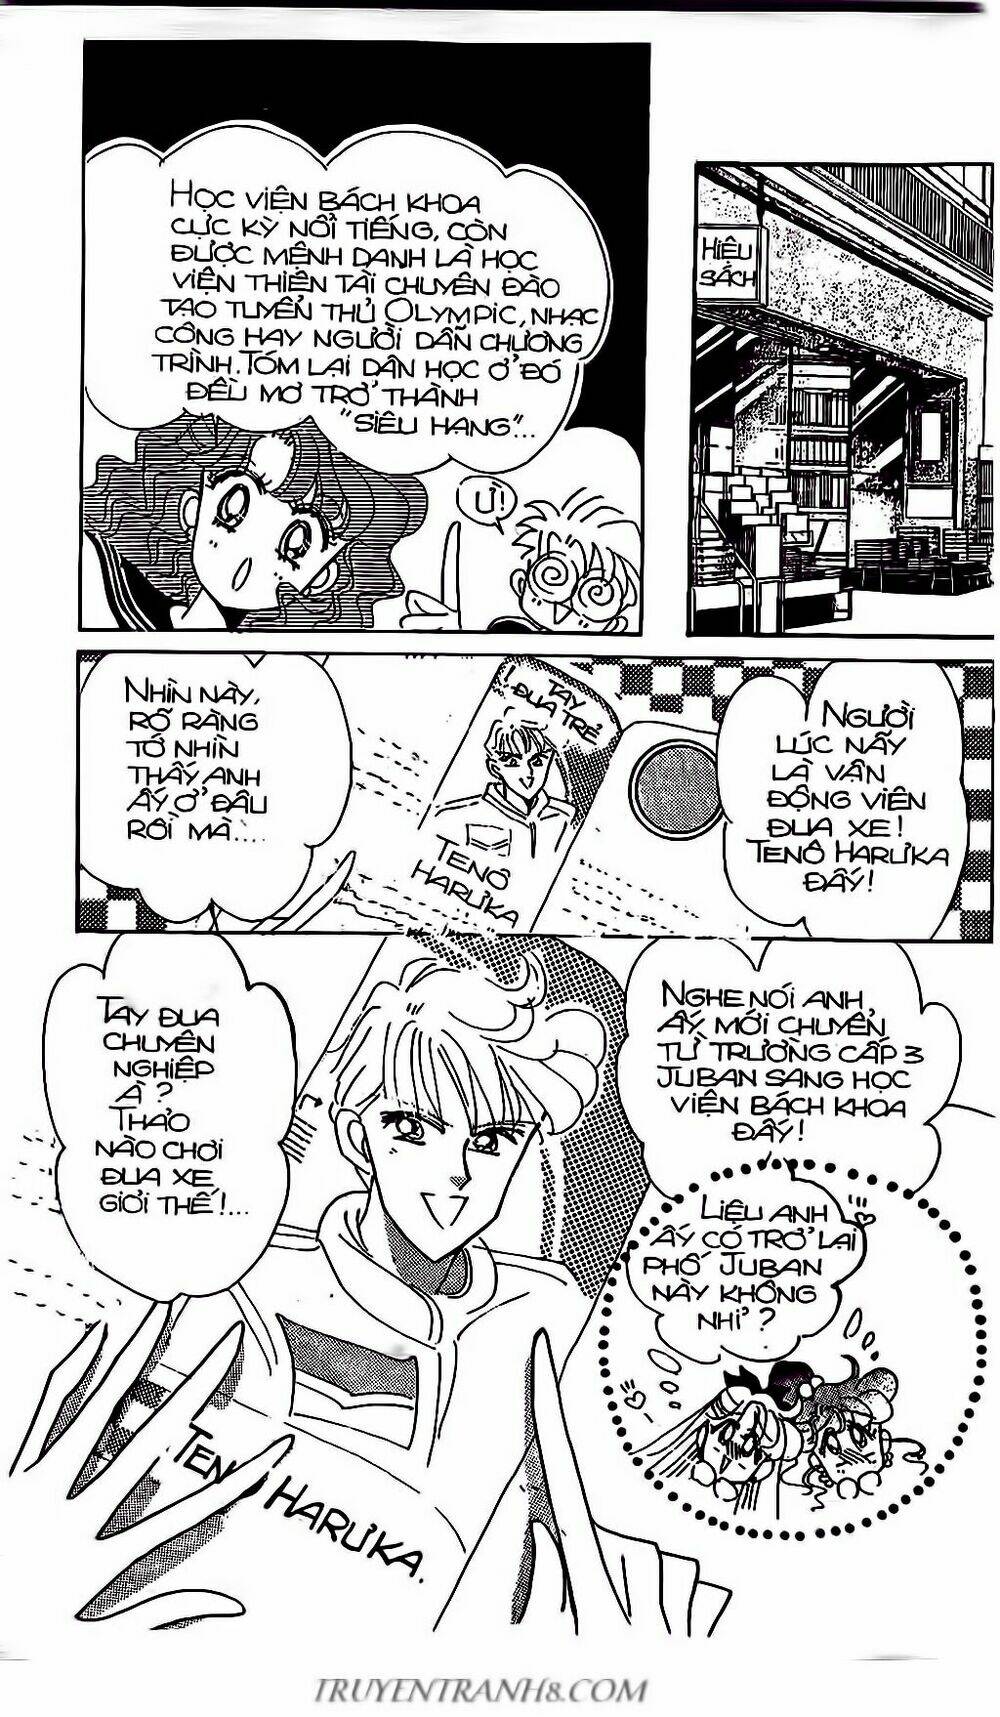 HỌC VIỆN BÁCH KHOA
CỰC KỲ NỔI TIẾNG, CÒN
ĐƯỢC MỆNH DANH LÀ HỌC
VIỆN THIÊN TÀI CHUYÊN ĐÀO
TẠO TUYỂN THỦ OLYMPIC, NHẠC
CÔNG HAY NGƯỜI DẪN CHƯƠNG
TRÌNH. TÓM LẠI DÂN HỌC Ở ĐÓ
ĐỀU MƠ TRỞ THÀNH
"SIÊU HẠNG"...
Ừ!
HIỆU
SÁCH
NHÌN NÀY,
RÕ RÀNG
TỚ NHÌN
THẤY ANH
ẤY Ở ĐÂU
RỒI MÀ....
TAY
ĐUA TRẺ
!
TENÔ
HARƯKA
NGƯỜI
LÚC NÃY
LÀ VẬN
ĐỘNG VIÊN
ĐUA XE!
TENÔ HARƯKA
ĐẤY!
TAY ĐUA
CHUYÊN
NGHIỆP
À?
THẢO
NÀO CHƠI
ĐUA XE
GIỎI THẾ!...
NGHE NÓI ANH
ẤY MỚI CHUYỂN
TỪ TRƯỜNG CẤP 3
JUBAN SANG HỌC
VIỆN BÁCH KHOA
ĐẤY!
LIỆU ANH
ẤY CÓ TRỞ LẠI
PHỐ JUBAN
NÀY KHÔNG
NHỈ?
TEN HARƯKA.
TRUYENTRANH8.COM